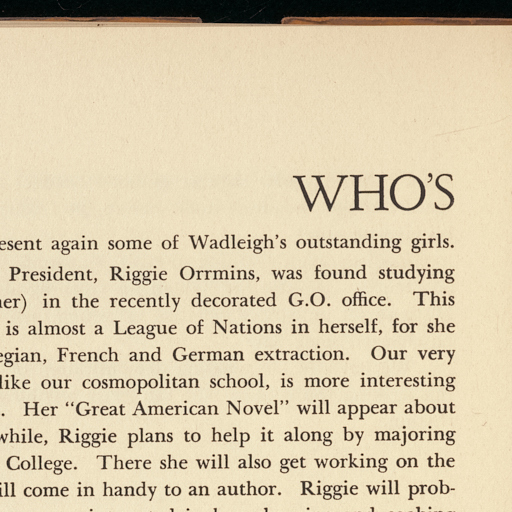 WHO'S
esent again some of Wadleigh's outstanding girls.
President, Riggie Orrmins, was found studying
ner) in the recently decorated G.O. office. This
is almost a League of Nations in herself, for she
egian, French and German extraction. Our very
like our cosmopolitan school, is more interesting
. Her "Great American Novel" will appear about
while, Riggie plans to help it along by majoring
College. There she will also get working on the
ill come in handy to an author. Riggie will prob-